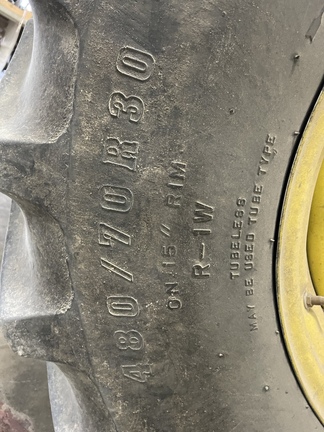 480/70R30
ON 15" RIM
R-1W
TUBELESS
MAY BE USED TUBE TYPE